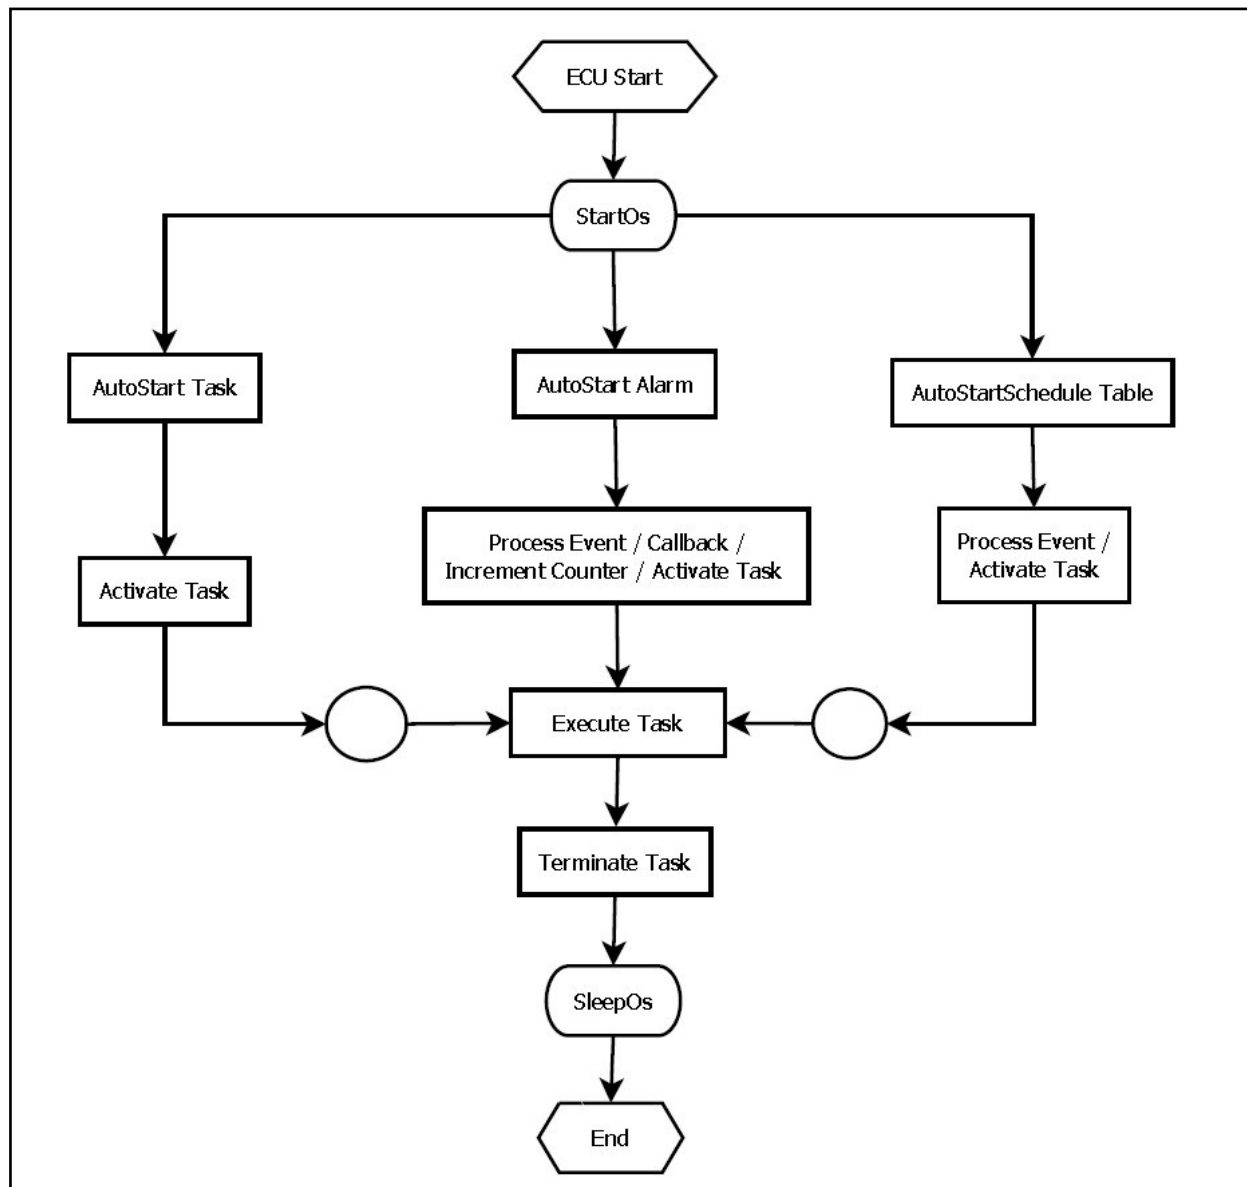 ECU Start
StartOs
AutoStart Task
AutoStart Alarm
AutoStartSchedule Table
Activate Task
Process Event / Callback /
Increment Counter / Activate Task
Process Event /
Activate Task
Execute Task
Terminate Task
SleepOs
End